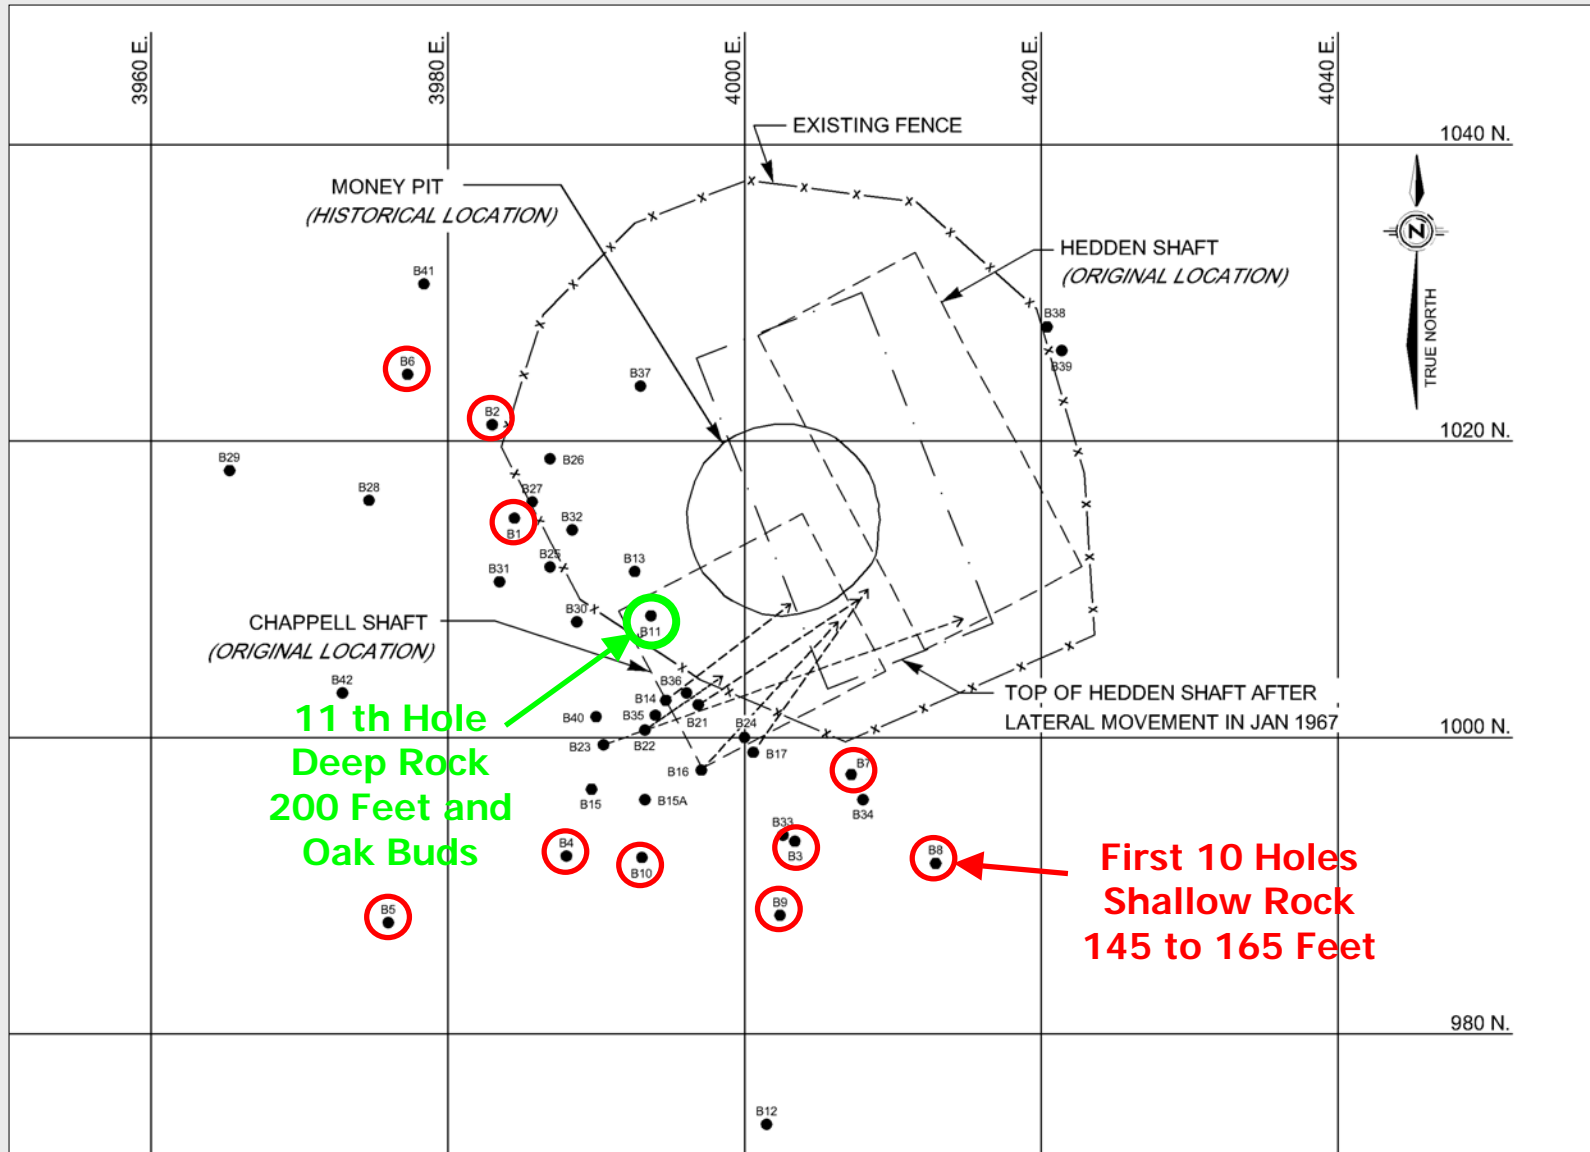 3960 E.
3980 E.
4000 E.
4020 E.
4040 E.
EXISTING FENCE
1040 N.
MONEY PIT
(HISTORICAL LOCATION)
HEDDEN SHAFT
(ORIGINAL LOCATION)
N
TRUE NORTH
B41
B38
B39
B6
B37
B2
1020 N.
B29
B26
B28
B27
B32
B1
B25
B13
B31
B30
B11
CHAPPELL SHAFT
(ORIGINAL LOCATION)
B42
B36
B14
B35
B40
B21
B24
B23
B22
B17
B16
TOP OF HEDDEN SHAFT AFTER
LATERAL MOVEMENT IN JAN 1967
1000 N.
11 th Hole
Deep Rock
200 Feet and
Oak Buds
B7
B15
B15A
B34
B33
B3
B4
B10
B8
B9
B5
First 10 Holes
Shallow Rock
145 to 165 Feet
980 N.
B12